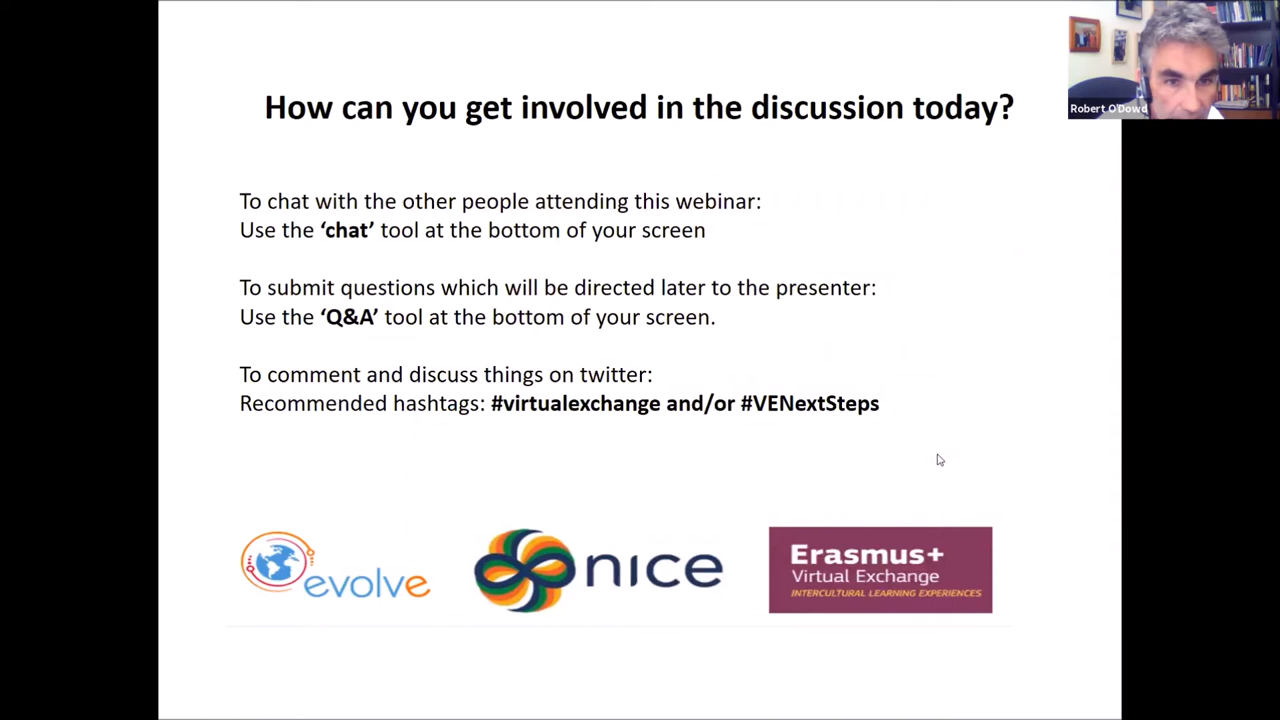 How can you get involved in the discussion today?
Robert O'Dowd
To chat with the other people attending this webinar:
Use the ‘chat’ tool at the bottom of your screen
To submit questions which will be directed later to the presenter:
Use the ‘Q&A’ tool at the bottom of your screen.
To comment and discuss things on twitter:
Recommended hashtags: #virtualexchange and/or #VENextSteps
evolve
nice
Erasmus+
Virtual Exchange
INTERCULTURAL LEARNING EXPERIENCES